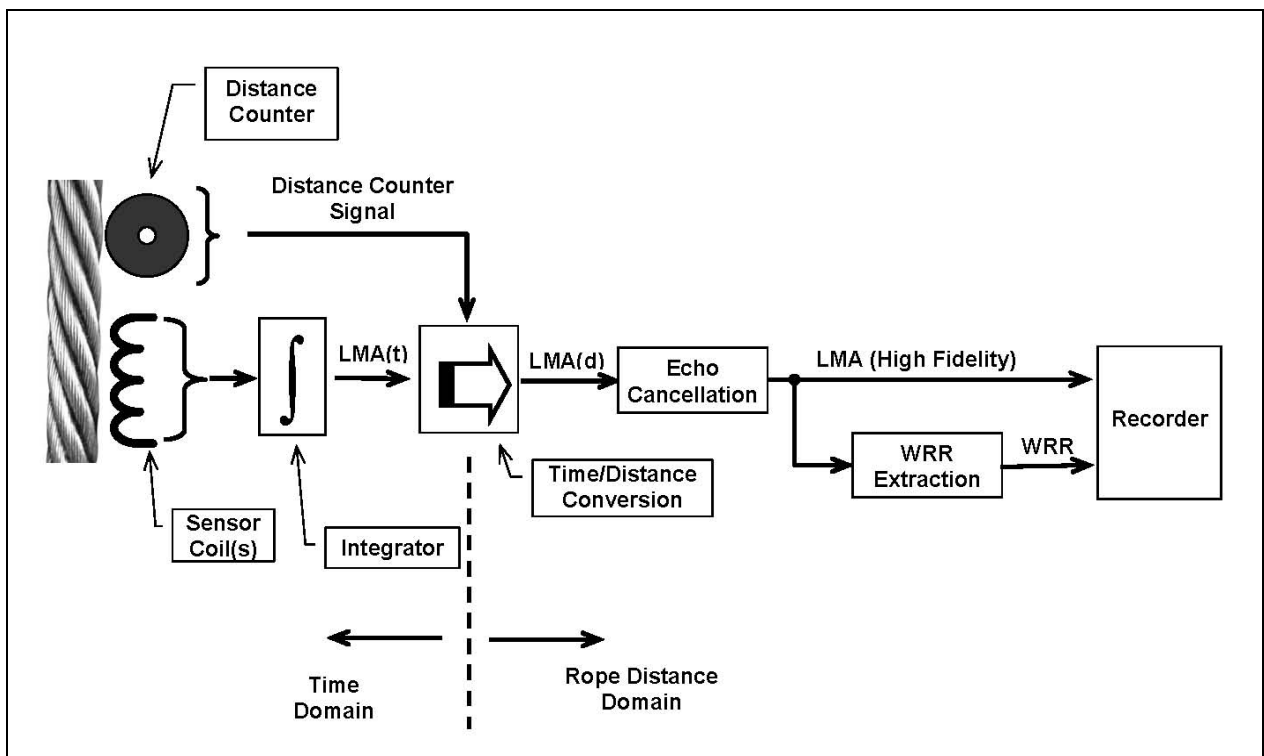 Distance
Counter
Distance Counter
Signal
LMA(t)
LMA(d)
Echo
Cancellation
LMA (High Fidelity)
Recorder
WRR
Extraction
WRR
Time/Distance
Conversion
Sensor
Coil(s)
Integrator
Time
Domain
Rope Distance
Domain